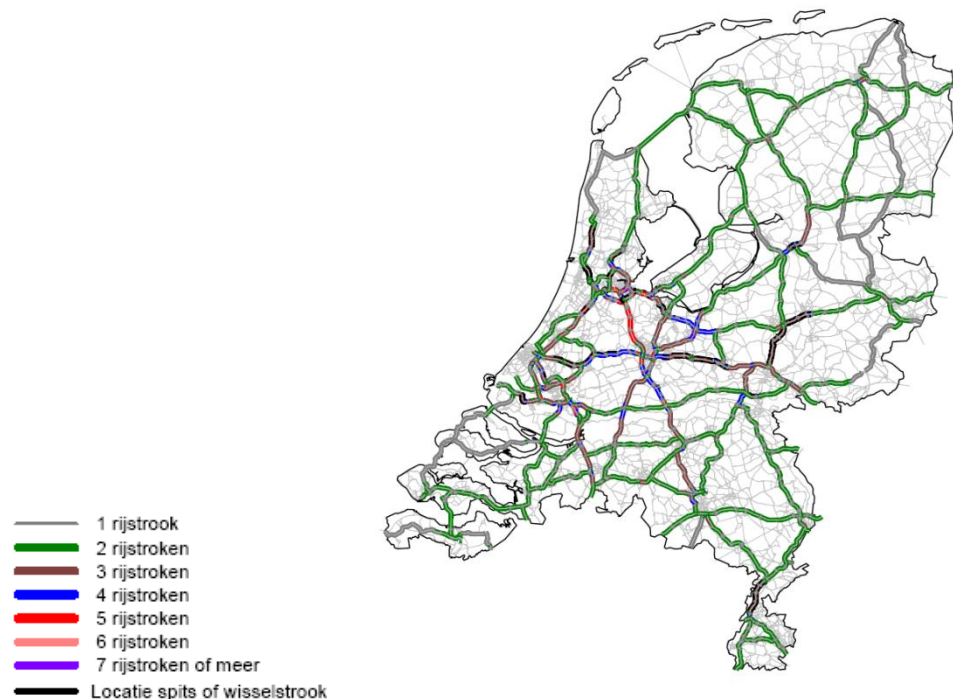 1 rijstrook
2 rijstroken
3 rijstroken
4 rijstroken
5 rijstroken
6 rijstroken
7 rijstroken of meer
Locatie spits of wisselstrook